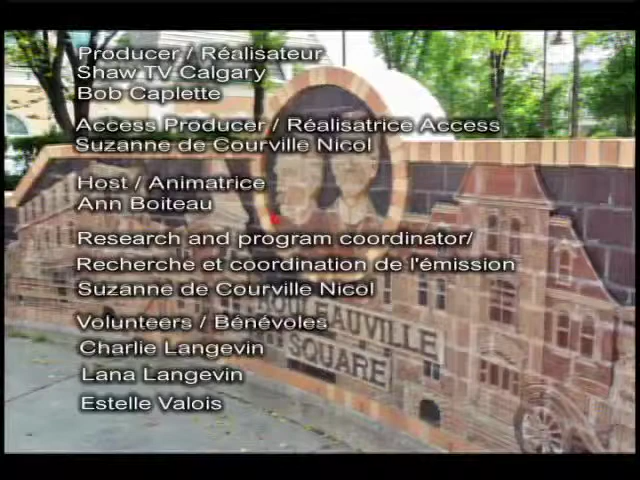 Producer / Réalisateur
Shaw TV Calgary
Bob Caplette
Access Producer / Réalisatrice Access
Suzanne de Courville Nicol
Host / Animatrice
Ann Boiteau
Research and program coordinator/
Recherche et coordination de l'émission
Suzanne de Courville Nicol
Volunteers / Bénévoles
Charlie Langevin
Lana Langevin
Estelle Valois
ROULEAUVILLE
SQUARE